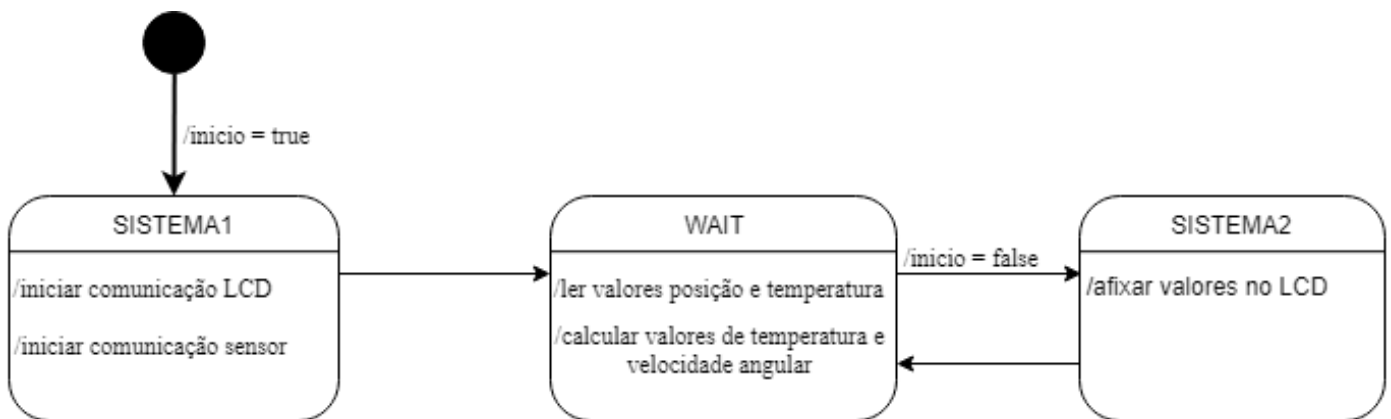 /inicio = true
SISTEMA1
/iniciar comunicação LCD
/iniciar comunicação sensor
WAIT
/ler valores posição e temperatura
/calcular valores de temperatura e
velocidade angular
/inicio = false
SISTEMA2
/afixar valores no LCD